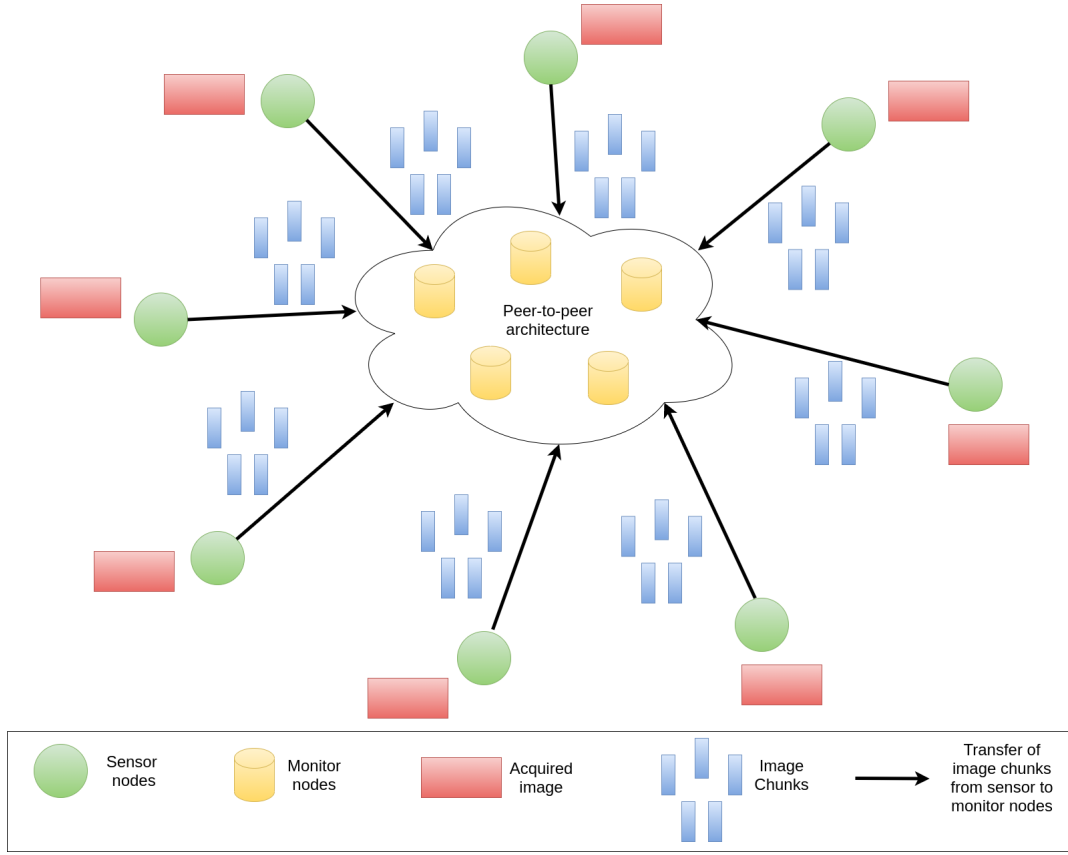 Peer-to-peer
architecture
Sensor
nodes
Monitor
nodes
Acquired
image
Image
Chunks
Transfer of
image chunks
from sensor to
monitor nodes